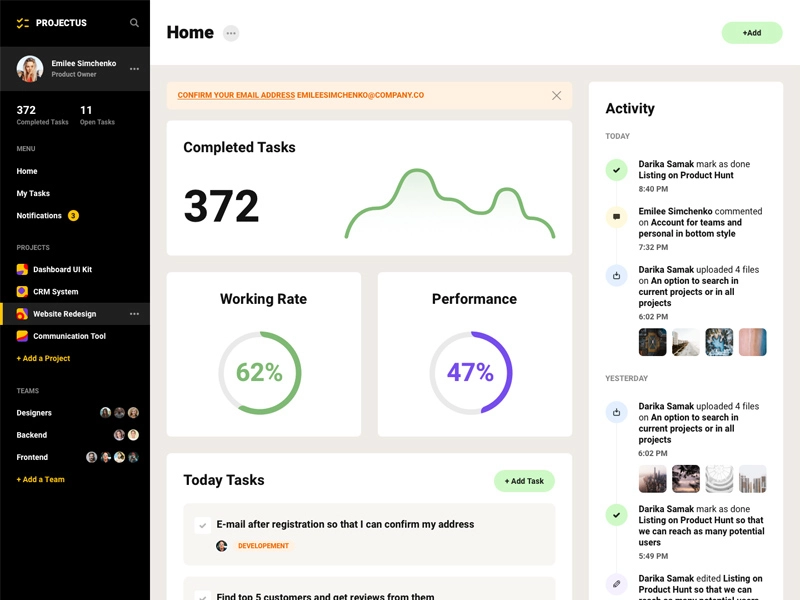 PROJECTUS
Emilee Simchenko
Product Owner
372
Completed Tasks
11
Open Tasks
MENU
Home
My Tasks
Notifications 3
PROJECTS
Dashboard UI Kit
CRM System
Website Redesign
Communication Tool
+ Add a Project
TEAMS
Designers
Backend
Frontend
+ Add a Team
Home
+Add
CONFIRM YOUR EMAIL ADDRESS EMILEESIMCHENKO@COMPANY.CO
Completed Tasks
372
Working Rate
62%
Performance
47%
Today Tasks
+ Add Task
E-mail after registration so that I can confirm my address
DEVELOPEMENT
Find top 5 customers and get reviews from them
Activity
TODAY
Darika Samak mark as done
Listing on Product Hunt
8:40 PM
Emilee Simchenko commented
on Account for teams and
personal in bottom style
7:32 PM
Darika Samak uploaded 4 files
on An option to search in
current projects or in all
projects
6:02 PM
YESTERDAY
Darika Samak uploaded 4 files
on An option to search in
current projects or in all
projects
6:02 PM
Darika Samak mark as done
Listing on Product Hunt so that
we can reach as many potential
users
5:49 PM
Darika Samak edited Listing on
Product Hunt so that we can
reach as many potential users